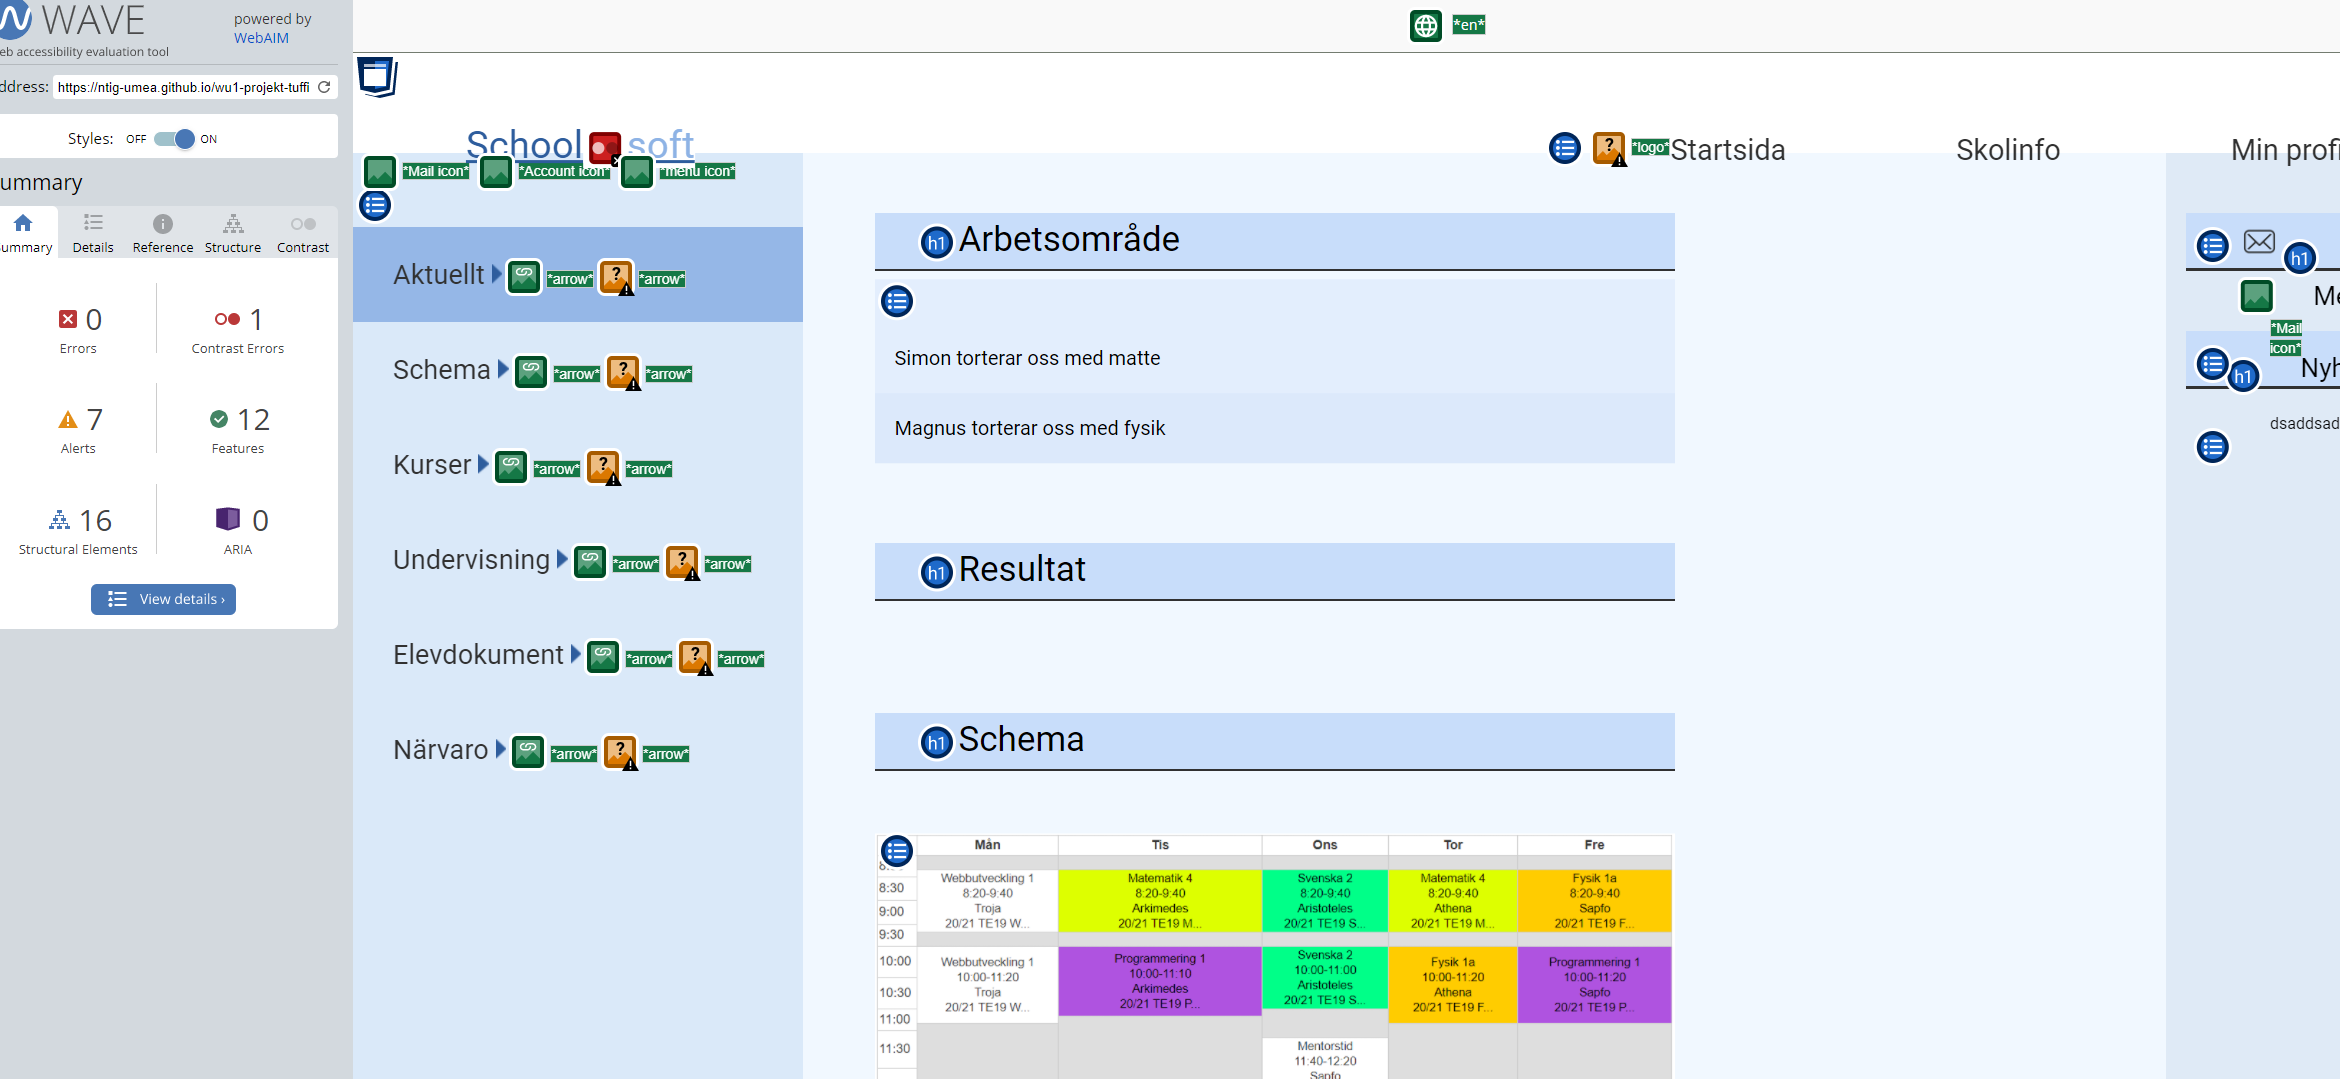 WAVE
powered by
WebAIM
eb accessibility evaluation tool
ddress: https://ntig-umea.github.io/wu1-projekt-tuffi
Styles: OFF ON
ummary
ummary Details Reference Structure Contrast
0 Errors
1 Contrast Errors
7 Alerts
12 Features
16 Structural Elements
0 ARIA
View details ›
*en*
School soft
*logo* Startsida Skolinfo Min profi
*Mail icon* *Account icon* *menu icon*
Aktuellt *arrow* *arrow*
Schema *arrow* *arrow*
Kurser *arrow* *arrow*
Undervisning *arrow* *arrow*
Elevdokument *arrow* *arrow*
Närvaro *arrow* *arrow*
h1 Arbetsområde
Simon torterar oss med matte
Magnus torterar oss med fysik
h1 Resultat
h1 Schema
Mån Tis Ons Tor Fre
8:30
9:00
9:30
10:00
10:30
11:00
11:30
Webbutveckling 1
8:20-9:40
Troja
20/21 TE19 W...
Webbutveckling 1
10:00-11:20
Troja
20/21 TE19 W...
Matematik 4
8:20-9:40
Arkimedes
20/21 TE19 M...
Programmering 1
10:00-11:10
Arkimedes
20/21 TE19 P...
Svenska 2
8:20-9:40
Aristoteles
20/21 TE19 S...
Svenska 2
10:00-11:00
Aristoteles
20/21 TE19 S...
Mentorstid
11:40-12:20
Sapfo
Matematik 4
8:20-9:40
Athena
20/21 TE19 M...
Fysik 1a
10:00-11:20
Athena
20/21 TE19 F...
Fysik 1a
8:20-9:40
Sapfo
20/21 TE19 F...
Programmering 1
10:00-11:20
Sapfo
20/21 TE19 P...
h1
Me
*Mail
icon*
h1 Nyh
dsaddsad